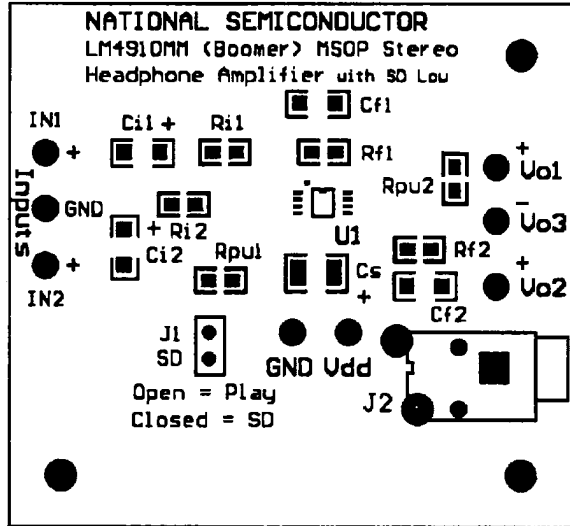 NATIONAL SEMICONDUCTOR
LM4910MM (Boomer) MSOP Stereo
Headphone Amplifier with SD Low
Cf1
IN1
Ci1 +
Ri1
+
Rf1
+
Vo1
Rpu2
Inputs
GND
+
Ri2
U1
-
Vo3
Ci2
Rpu1
Rf2
+
IN2
Cs
+
+
Vo2
Cf2
J1
SD
GND Vdd
Open = Play
Closed = SD
J2